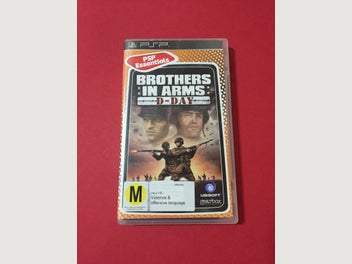 PSP
PSP
Essentials
BROTHERS
IN ARMS
D-DAY
M
Violence &
offensive language
UBISOFT